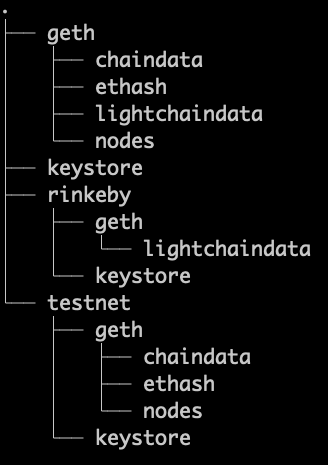 .
├── geth
│   ├── chaindata
│   ├── ethash
│   ├── lightchaindata
│   └── nodes
├── keystore
├── rinkeby
│   ├── geth
│   │   └── lightchaindata
│   └── keystore
└── testnet
    ├── geth
    │   ├── chaindata
    │   ├── ethash
    │   └── nodes
    └── keystore